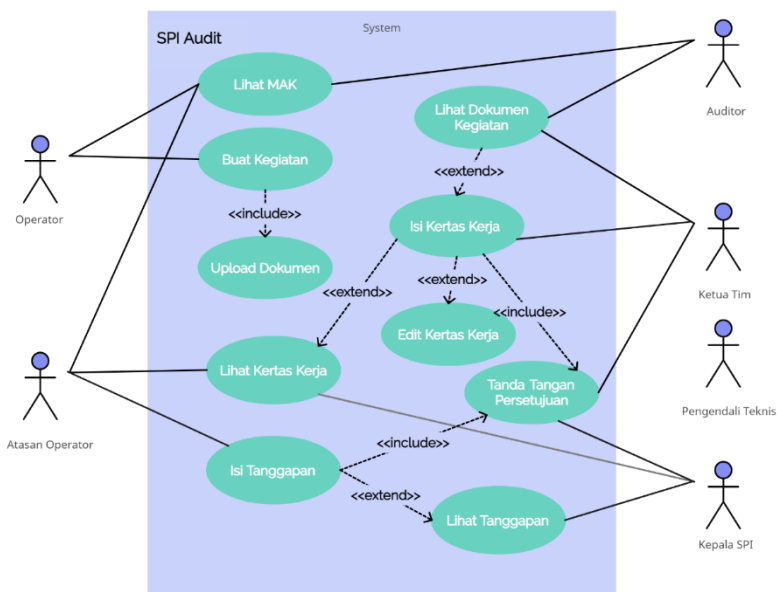 System
SPI Audit
Lihat MAK
Lihat Dokumen
Kegiatan
Auditor
Buat Kegiatan
<<extend>>
Operator
<<include>>
Isi Kertas Kerja
Upload Dokumen
<<extend>>
<<extend>>
Ketua Tim
<<include>>
Edit Kertas Kerja
Lihat Kertas Kerja
Tanda Tangan
Persetujuan
Pengendali Teknis
Atasan Operator
<<include>>
Isi Tanggapan
<<extend>>
Lihat Tanggapan
Kepala SPI